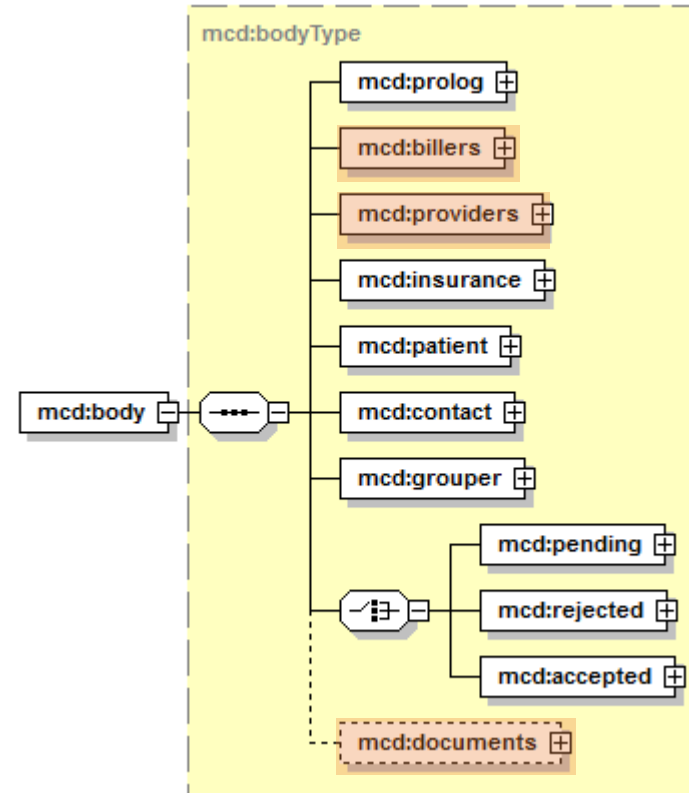 mcd:bodyType
mcd:prolog
mcd:billers
mcd:providers
mcd:insurance
mcd:patient
mcd:body
mcd:contact
mcd:grouper
mcd:pending
mcd:rejected
mcd:accepted
mcd:documents